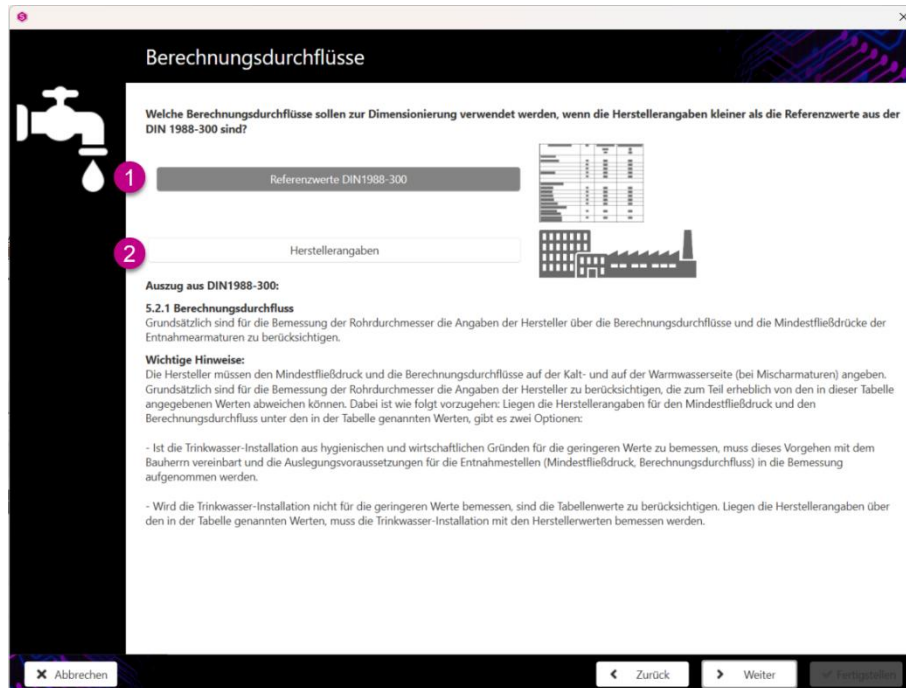 Berechnungsdurchflüsse
Welche Berechnungsdurchflüsse sollen zur Dimensionierung verwendet werden, wenn die Herstellerangaben kleiner als die Referenzwerte aus der
DIN 1988-300 sind?
1
Referenzwerte DIN1988-300
2
Herstellerangaben
Auszug aus DIN1988-300:
5.2.1 Berechnungsdurchfluss
Grundsätzlich sind für die Bemessung der Rohrdurchmesser die Angaben der Hersteller über die Berechnungsdurchflüsse und die Mindestfließdrücke der
Entnahmearmaturen zu berücksichtigen.
Wichtige Hinweise:
Die Hersteller müssen den Mindestfließdruck und die Berechnungsdurchflüsse auf der Kalt- und auf der Warmwasserseite (bei Mischarmaturen) angeben.
Grundsätzlich sind für die Bemessung der Rohrdurchmesser die Angaben der Hersteller zu berücksichtigen, die zum Teil erheblich von den in dieser Tabelle
angegebenen Werten abweichen können. Dabei ist wie folgt vorzugehen: Liegen die Herstellerangaben für den Mindestfließdruck und den
Berechnungsdurchfluss unter den in der Tabelle genannten Werten, gibt es zwei Optionen:
- Ist die Trinkwasser-Installation aus hygienischen und wirtschaftlichen Gründen für die geringeren Werte zu bemessen, muss dieses Vorgehen mit dem
Bauherrn vereinbart und die Auslegungsvoraussetzungen für die Entnahmestellen (Mindestfließdruck, Berechnungsdurchfluss) in die Bemessung
aufgenommen werden.
- Wird die Trinkwasser-Installation nicht für die geringeren Werte bemessen, sind die Tabellenwerte zu berücksichtigen. Liegen die Herstellerangaben über
den in der Tabelle genannten Werten, muss die Trinkwasser-Installation mit den Herstellerwerten bemessen werden.
Abbrechen
Zurück
Weiter
Fertigstellen